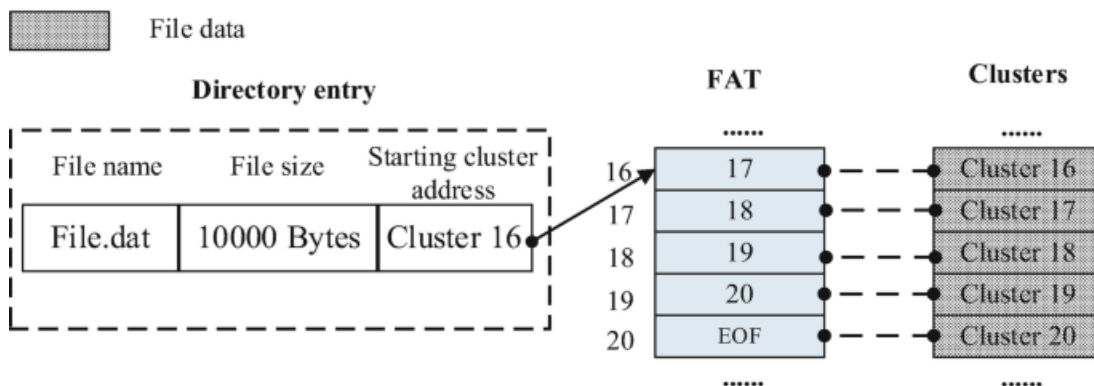 File data
Directory entry
FAT
Clusters
......
......
File name
File size
Starting cluster
address
File.dat
10000 Bytes
Cluster 16
16
17
Cluster 16
17
18
Cluster 17
18
19
Cluster 18
19
20
Cluster 19
20
EOF
Cluster 20
......
......